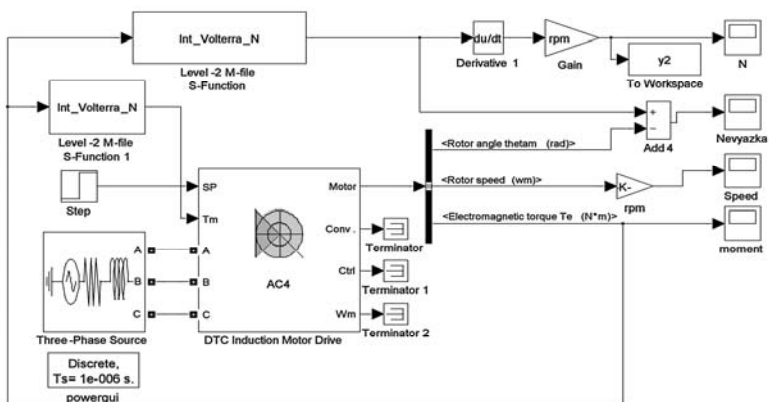 Int_Volterra_N
Level -2 M-file
S-Function
du/dt
Derivative 1
rpm
Gain
y2
To Workspace
N
Int_Volterra_N
Level -2 M-file
S-Function 1
+
−
Add 4
Nevyazka
Step
SP
Tm
A
B
C
Motor
Conv .
Ctrl
Wm
AC4
DTC Induction Motor Drive
<Rotor angle thetam (rad)>
<Rotor speed (wm)>
<Electromagnetic torque Te (N*m)>
-K-
rpm
Speed
moment
Terminator
Terminator 1
Terminator 2
A
B
C
Three -Phase Source
Discrete,
Ts= 1e-006 s.
powergui